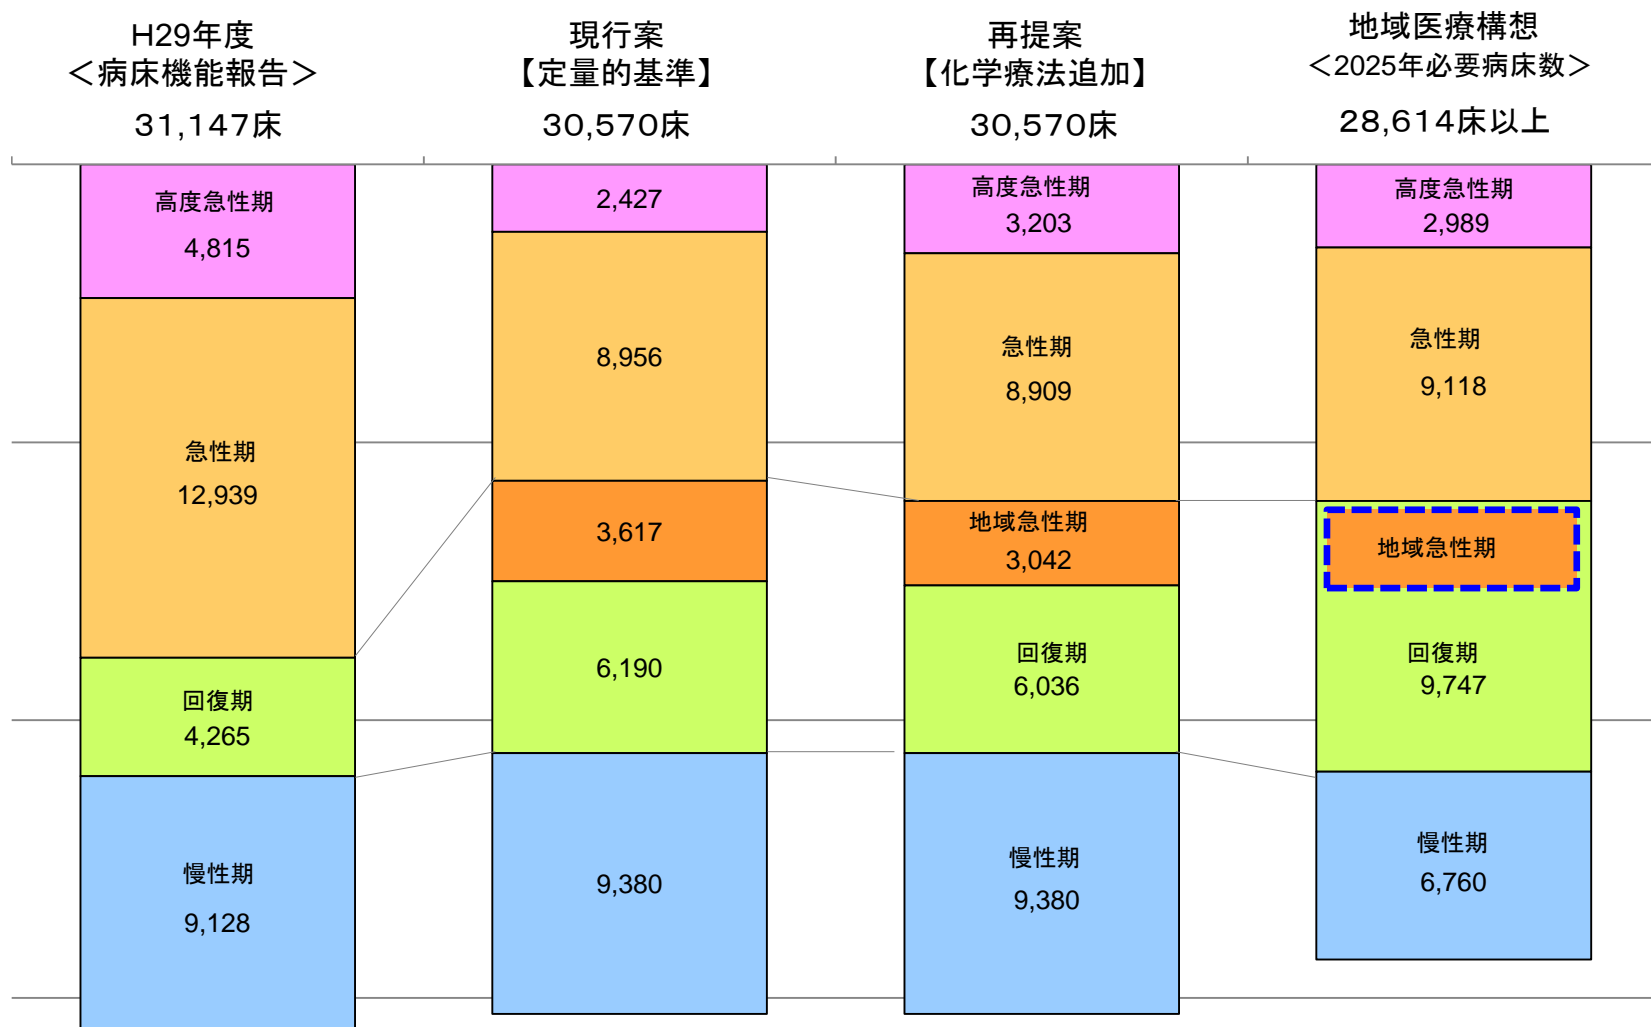 H29年度
＜病床機能報告＞
31,147床
高度急性期
4,815
急性期
12,939
回復期
4,265
慢性期
9,128
現行案
【定量的基準】
30,570床
2,427
8,956
3,617
6,190
9,380
再提案
【化学療法追加】
30,570床
高度急性期
3,203
急性期
8,909
地域急性期
3,042
回復期
6,036
慢性期
9,380
地域医療構想
＜2025年必要病床数＞
28,614床以上
高度急性期
2,989
急性期
9,118
地域急性期
回復期
9,747
慢性期
6,760